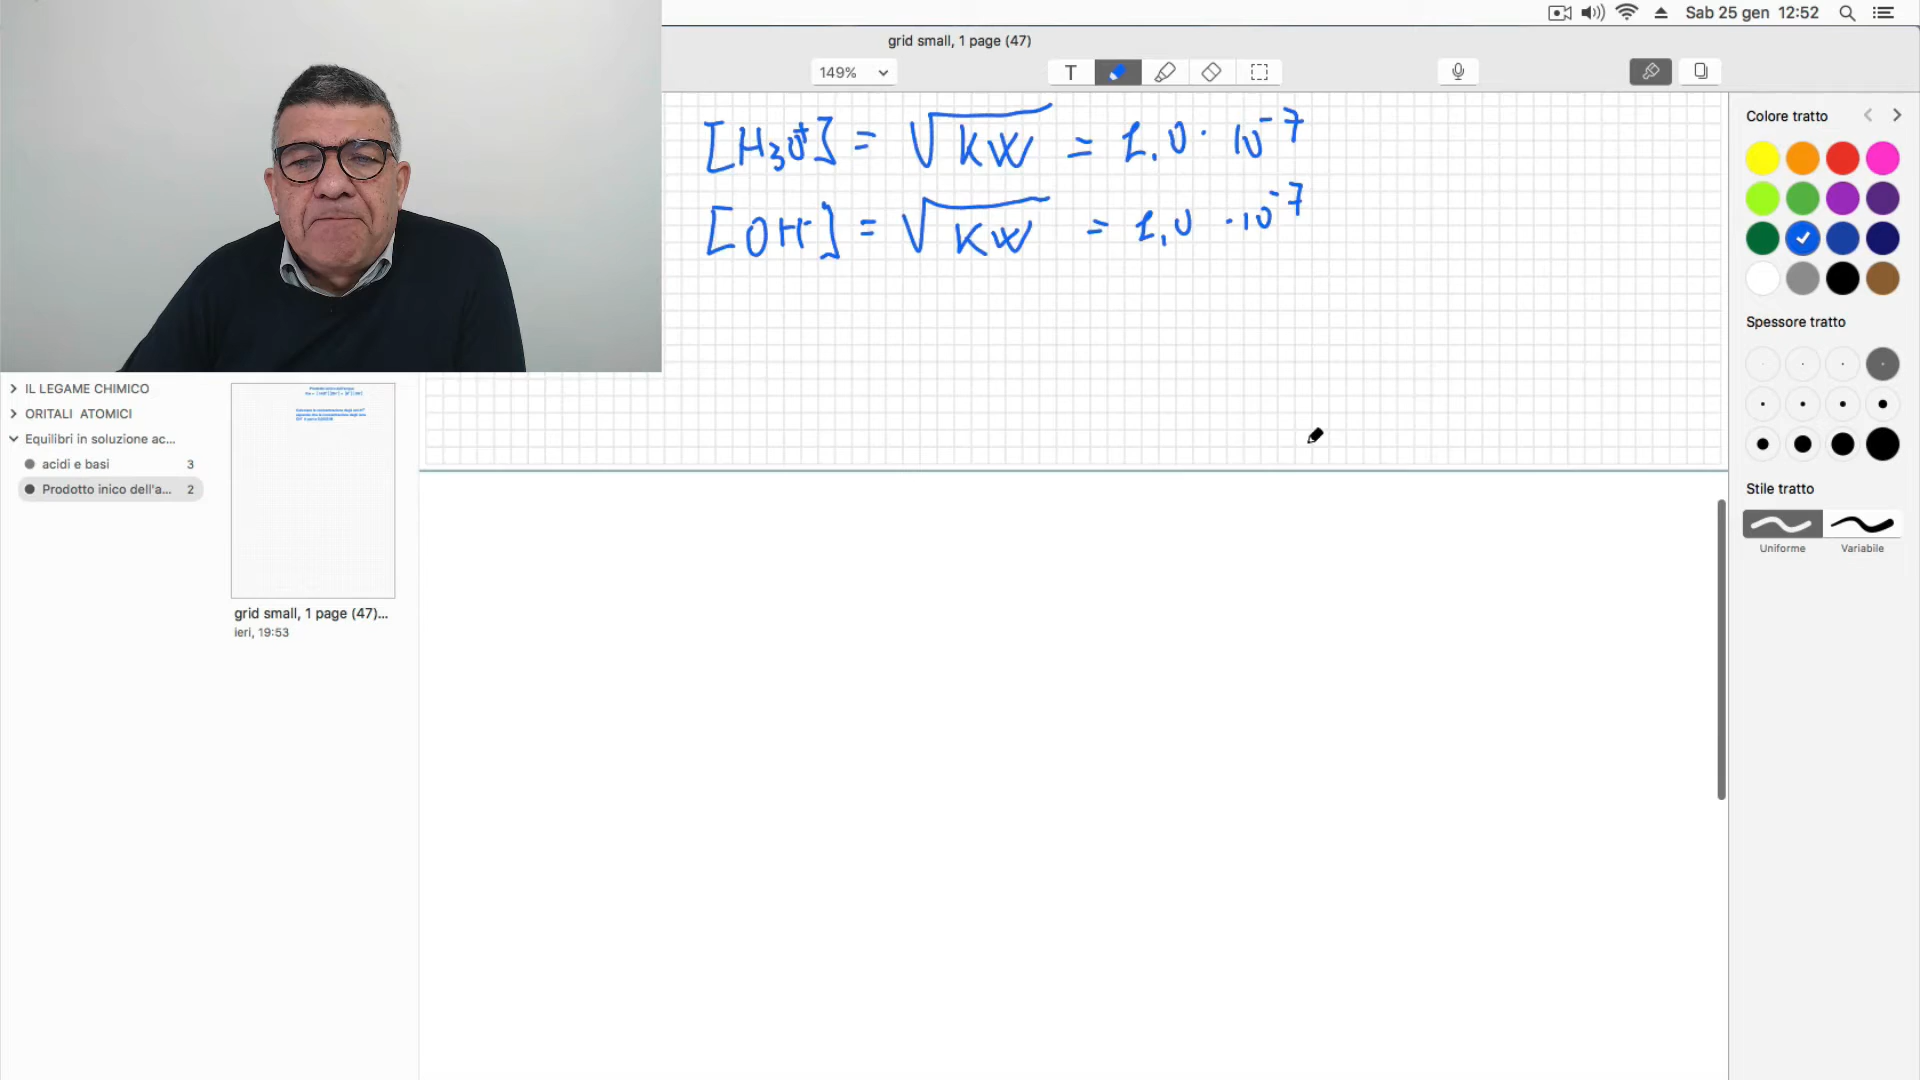 Sab 25 gen 12:52
grid small, 1 page (47)
149%
T
[H₃O⁺] = √KW = 1,0 · 10⁻⁷
[OH⁻] = √KW = 1,0 · 10⁻⁷
IL LEGAME CHIMICO
ORITALI ATOMICI
Equilibri in soluzione ac...
acidi e basi 3
Prodotto inico dell'a... 2
grid small, 1 page (47)...
ieri, 19:53
Colore tratto
Spessore tratto
Stile tratto
Uniforme Variabile